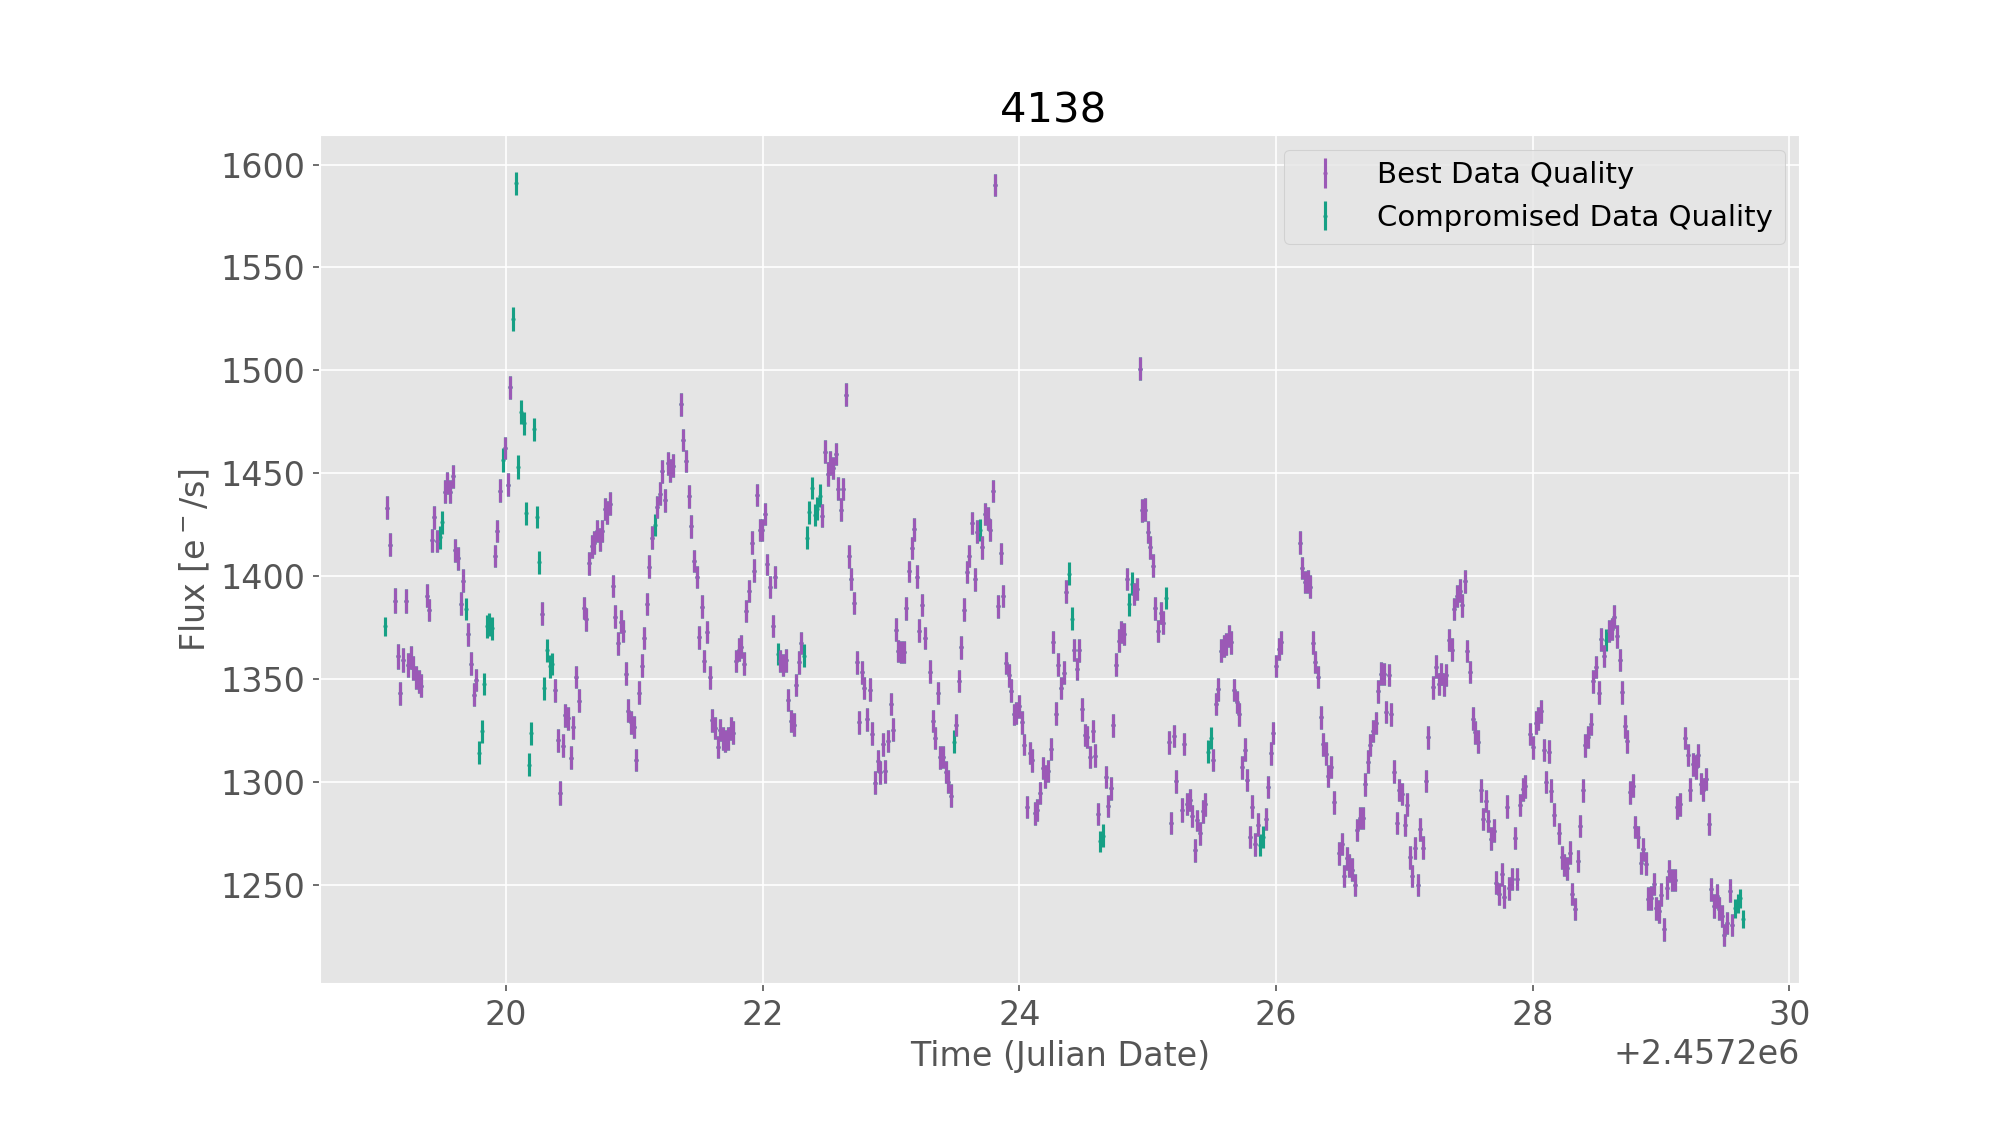 4138
1600
1550
1500
1450
1400
1350
1300
1250
Flux [e⁻/s]
Best Data Quality
Compromised Data Quality
20 22 24 26 28 30
Time (Julian Date)
+2.4572e6